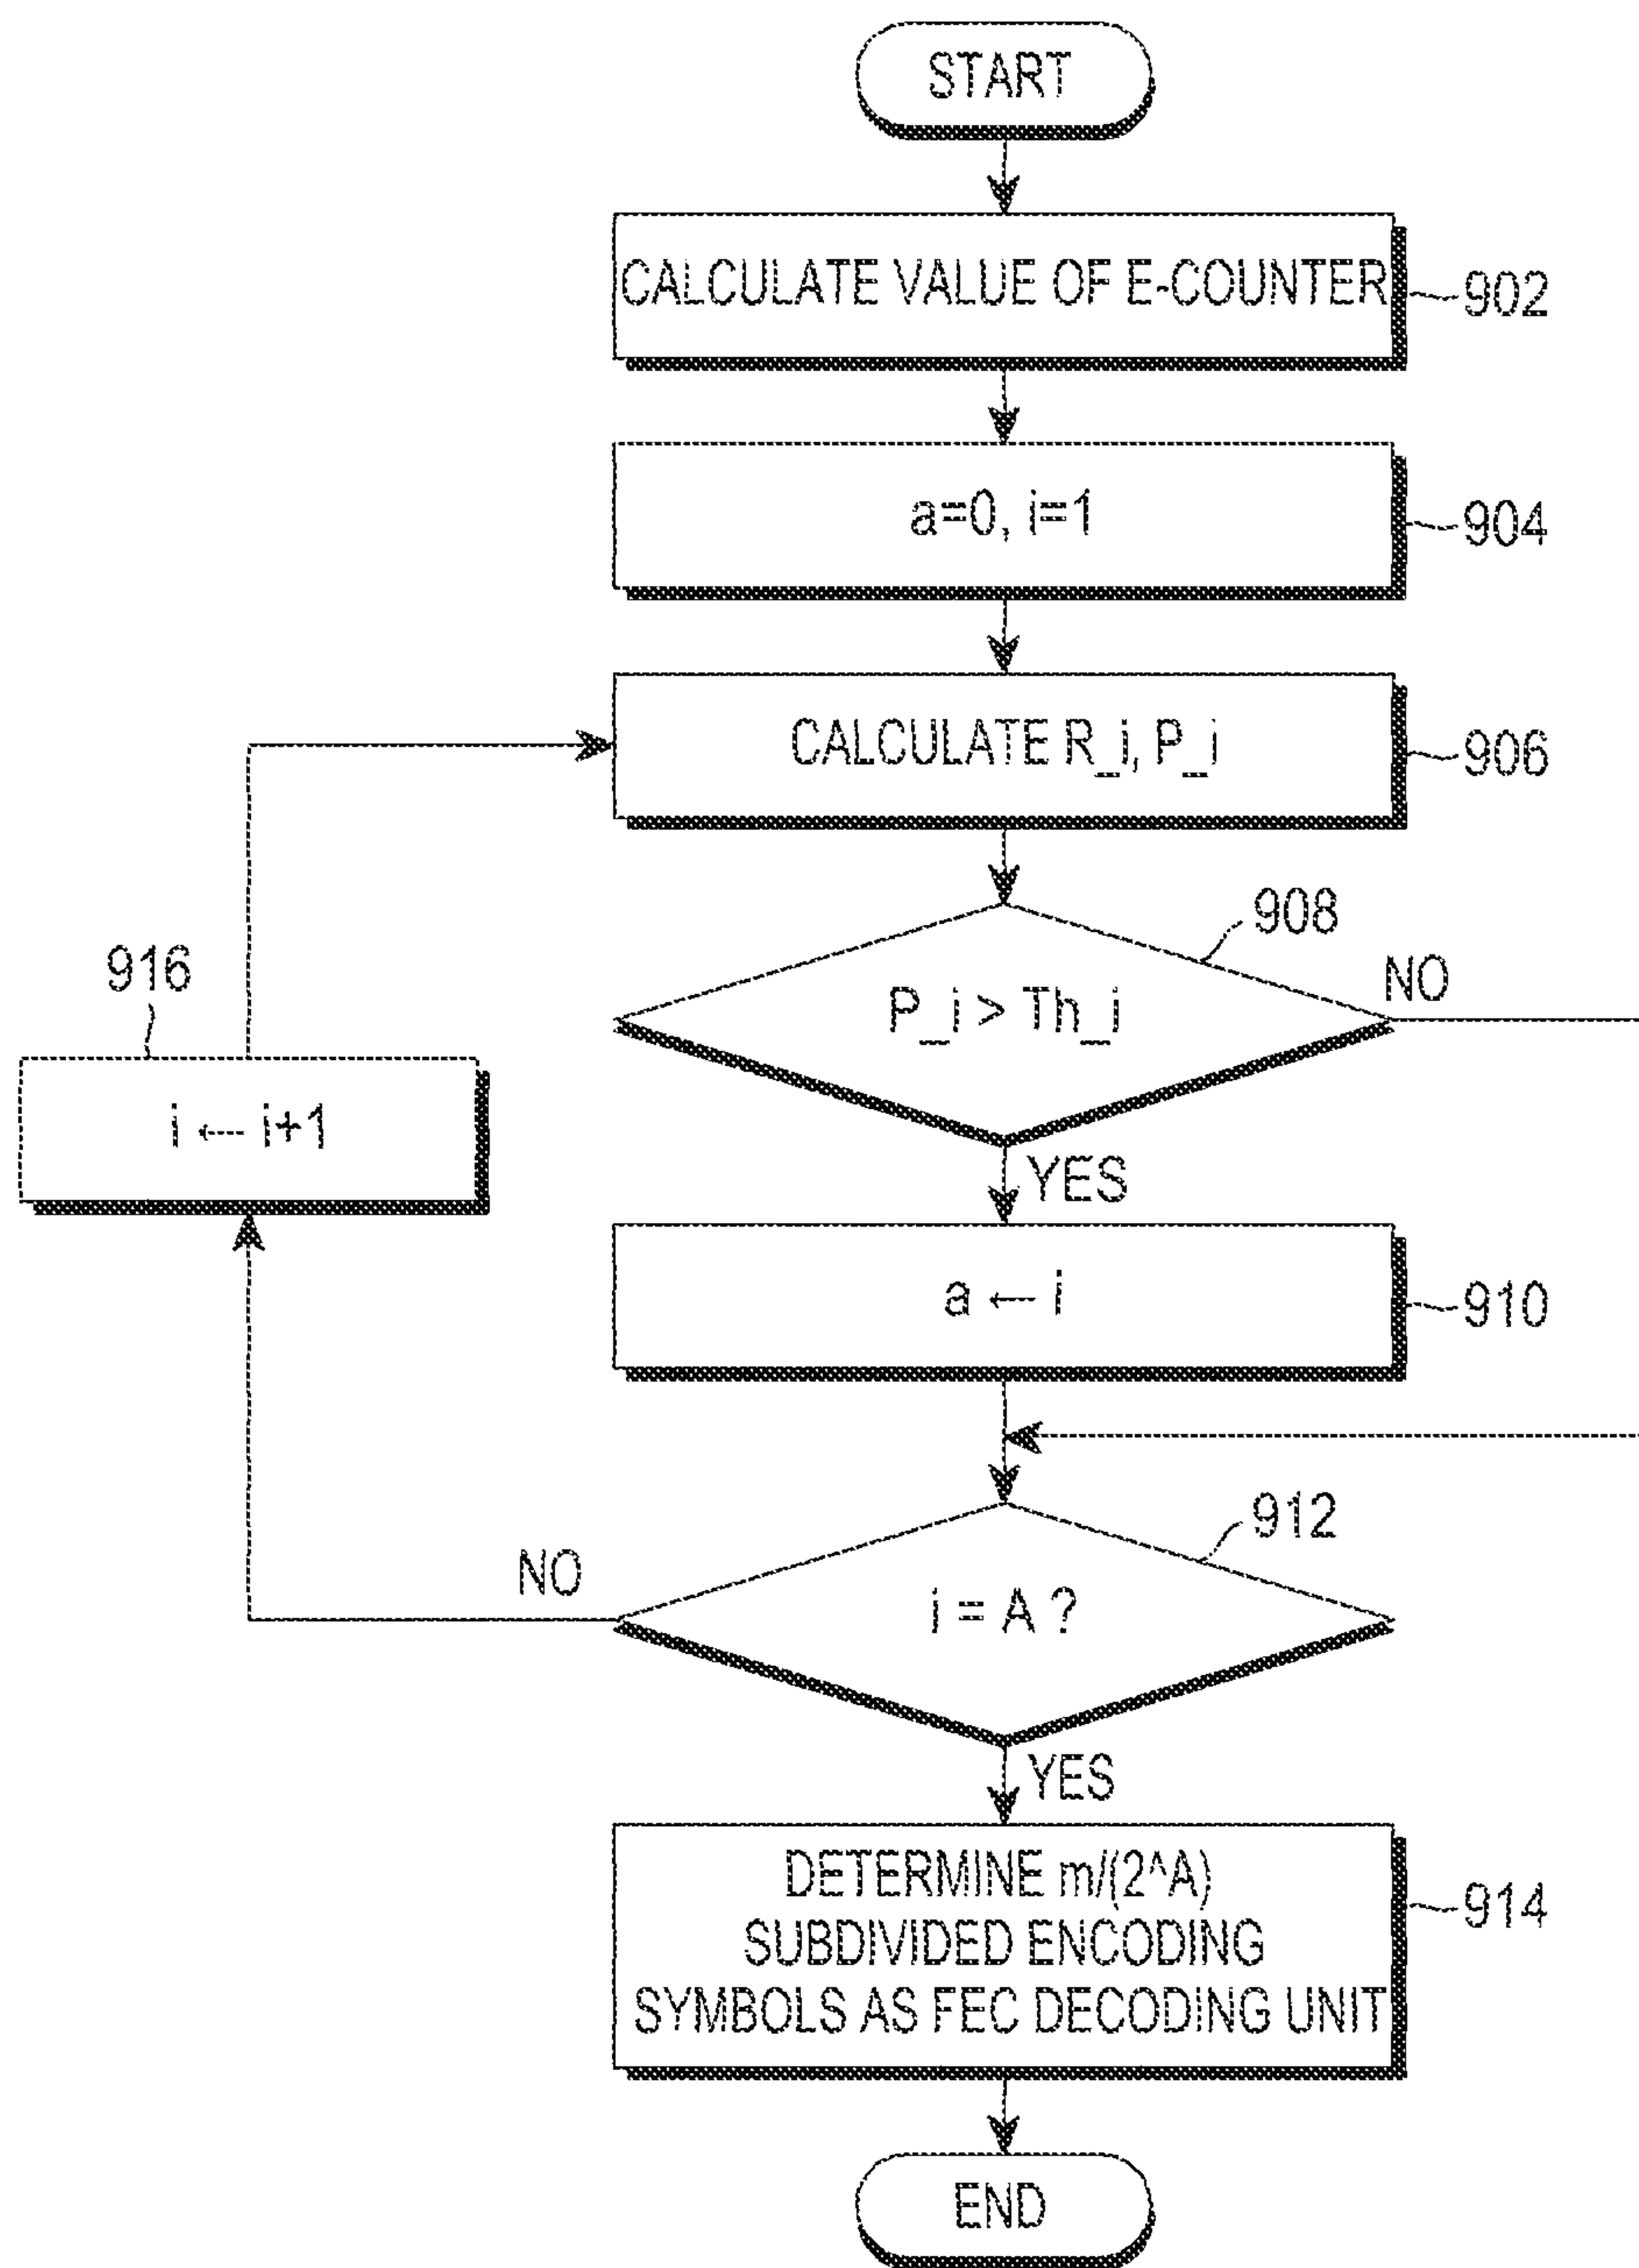 START
CALCULATE VALUE OF E-COUNTER
902
a=0, i=1
904
CALCULATE R_i, P_i
906
908
P_i > Th_i
NO
916
i ← i+1
YES
a ← i
910
912
i = A ?
NO
YES
DETERMINE m/(2^A)
SUBDIVIDED ENCODING
SYMBOLS AS FEC DECODING UNIT
914
END